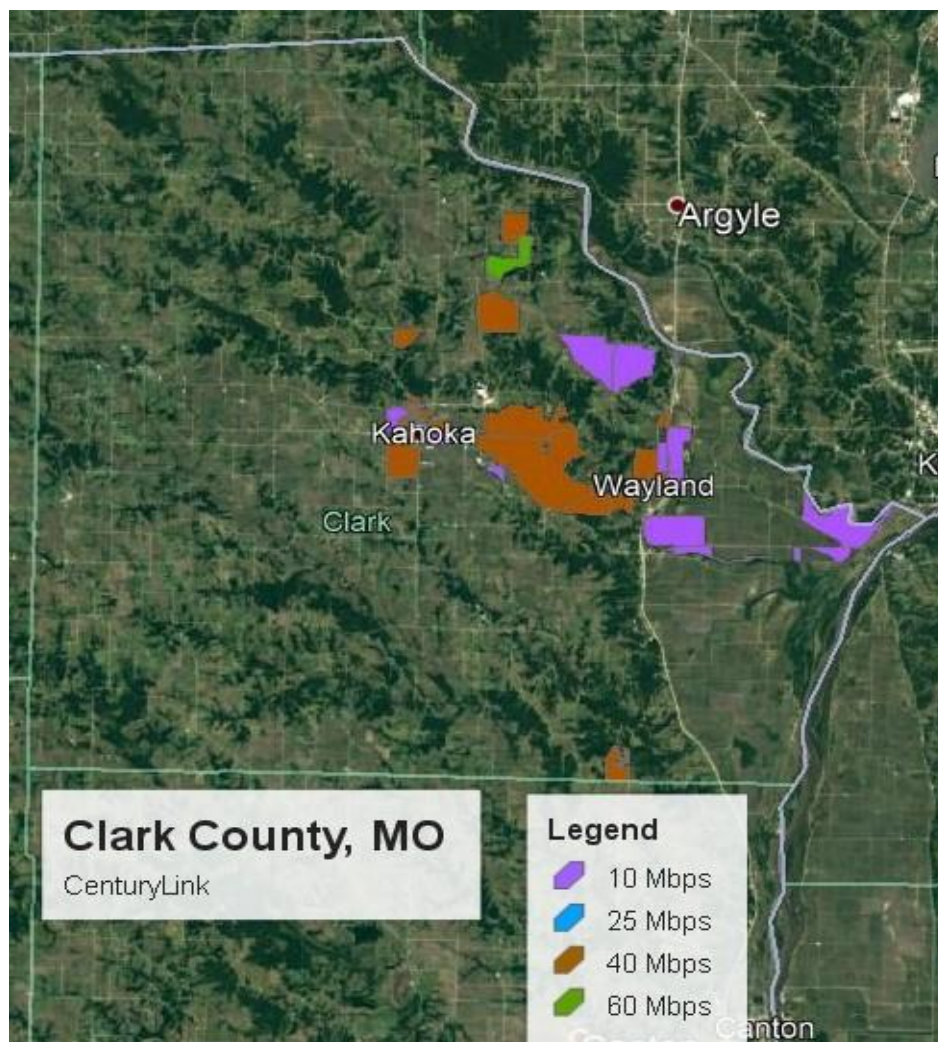 Argyle
Kahoka
K
Wayland
Clark
Clark County, MO
CenturyLink
Legend
10 Mbps
25 Mbps
40 Mbps
60 Mbps
Canton